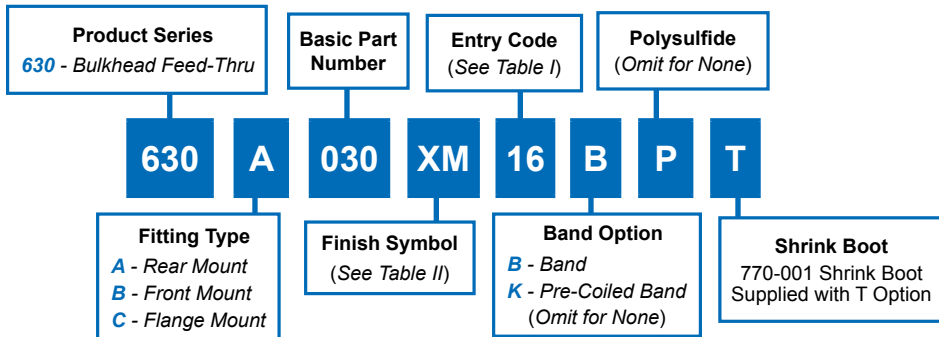 Product Series
630 - Bulkhead Feed-Thru
Basic Part
Number
Entry Code
(See Table I)
Polysulfide
(Omit for None)
630 A 030 XM 16 B P T
Fitting Type
A - Rear Mount
B - Front Mount
C - Flange Mount
Finish Symbol
(See Table II)
Band Option
B - Band
K - Pre-Coiled Band
(Omit for None)
Shrink Boot
770-001 Shrink Boot
Supplied with T Option